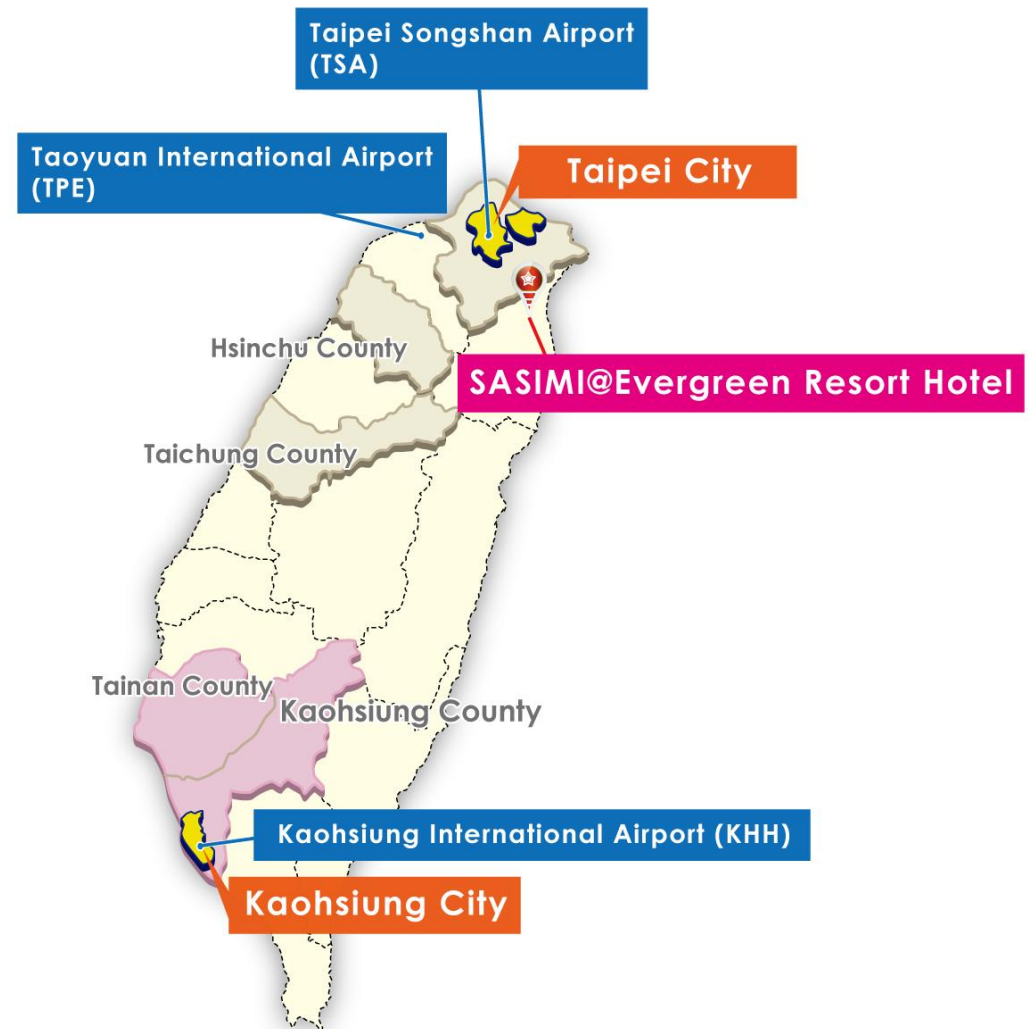 Taipei Songshan Airport
(TSA)
Taoyuan International Airport
(TPE)
Taipei City
Hsinchu County
SASIMI@Evergreen Resort Hotel
Taichung County
Tainan County
Kaohsiung County
Kaohsiung International Airport (KHH)
Kaohsiung City